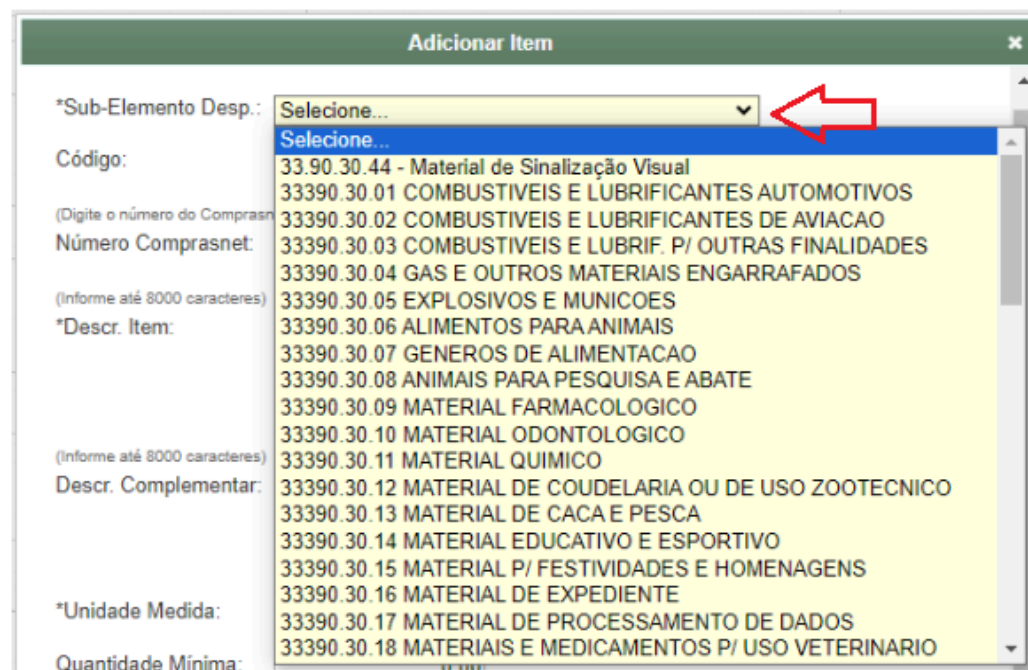 Adicionar Item ×
*Sub-Elemento Desp.: Selecione...
Selecione...
Código:
33.90.30.44 - Material de Sinalização Visual
33390.30.01 COMBUSTIVEIS E LUBRIFICANTES AUTOMOTIVOS
(Digite o número do Comprasn
33390.30.02 COMBUSTIVEIS E LUBRIFICANTES DE AVIACAO
Número Comprasnet:
33390.30.03 COMBUSTIVEIS E LUBRIF. P/ OUTRAS FINALIDADES
33390.30.04 GAS E OUTROS MATERIAIS ENGARRAFADOS
(Informe até 8000 caracteres)
33390.30.05 EXPLOSIVOS E MUNICOES
*Descr. Item:
33390.30.06 ALIMENTOS PARA ANIMAIS
33390.30.07 GENEROS DE ALIMENTACAO
33390.30.08 ANIMAIS PARA PESQUISA E ABATE
33390.30.09 MATERIAL FARMACOLOGICO
33390.30.10 MATERIAL ODONTOLOGICO
(Informe até 8000 caracteres)
33390.30.11 MATERIAL QUIMICO
Descr. Complementar:
33390.30.12 MATERIAL DE COUDELARIA OU DE USO ZOOTECNICO
33390.30.13 MATERIAL DE CACA E PESCA
33390.30.14 MATERIAL EDUCATIVO E ESPORTIVO
33390.30.15 MATERIAL P/ FESTIVIDADES E HOMENAGENS
33390.30.16 MATERIAL DE EXPEDIENTE
*Unidade Medida:
33390.30.17 MATERIAL DE PROCESSAMENTO DE DADOS
33390.30.18 MATERIAIS E MEDICAMENTOS P/ USO VETERINARIO
Quantidade Mínima: